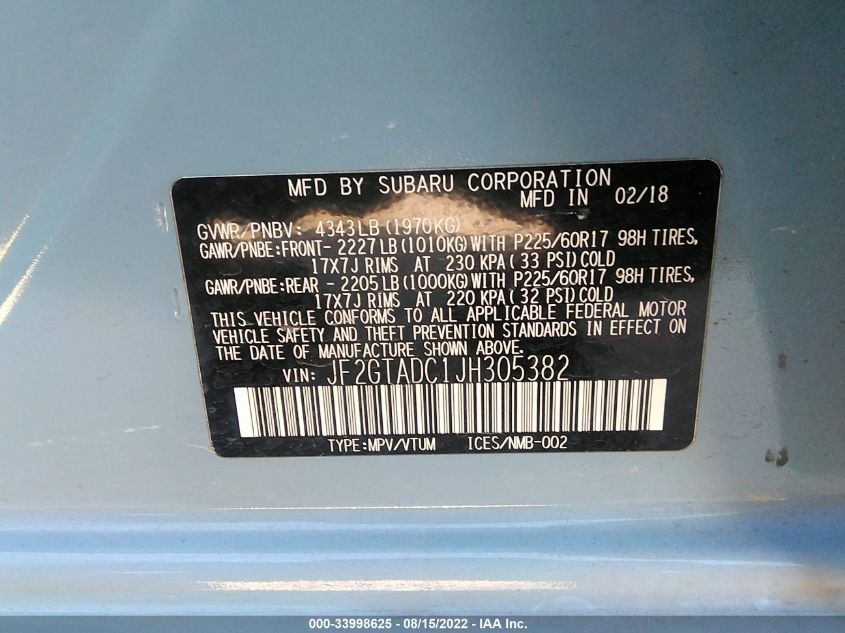 MFD BY SUBARU CORPORATION
MFD IN 02/18
GVWR/PNBV: 4343LB (1970KG)
GAWR/PNBE:FRONT- 2227LB(1010KG)WITH P225/60R17 98H TIRES,
17X7J RIMS AT 230 KPA( 33 PSI)COLD
GAWR/PNBE:REAR - 2205LB(1000KG)WITH P225/60R17 98H TIRES,
17X7J RIMS AT 220 KPA( 32 PSI)COLD
THIS VEHICLE CONFORMS TO ALL APPLICABLE FEDERAL MOTOR
VEHICLE SAFETY AND THEFT PREVENTION STANDARDS IN EFFECT ON
THE DATE OF MANUFACTURE SHOWN ABOVE.
VIN: JF2GTADC1JH305382
TYPE:MPV/VTUM ICES/NMB-002
000-33998625 - 08/15/2022 - IAA Inc.